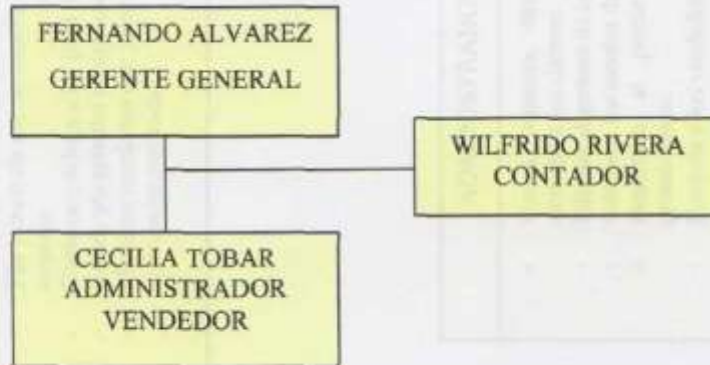 FERNANDO ALVAREZ
GERENTE GENERAL
WILFRIDO RIVERA
CONTADOR
CECILIA TOBAR
ADMINISTRADOR
VENDEDOR